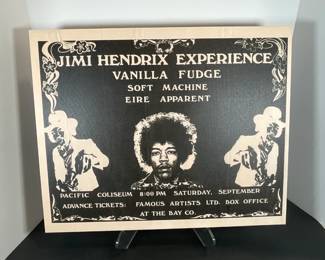 JIMI HENDRIX EXPERIENCE
VANILLA FUDGE
SOFT MACHINE
EIRE APPARENT
PACIFIC COLISEUM 8:00 PM SATURDAY, SEPTEMBER 7
ADVANCE TICKETS: FAMOUS ARTISTS LTD. BOX OFFICE
AT THE BAY CO.